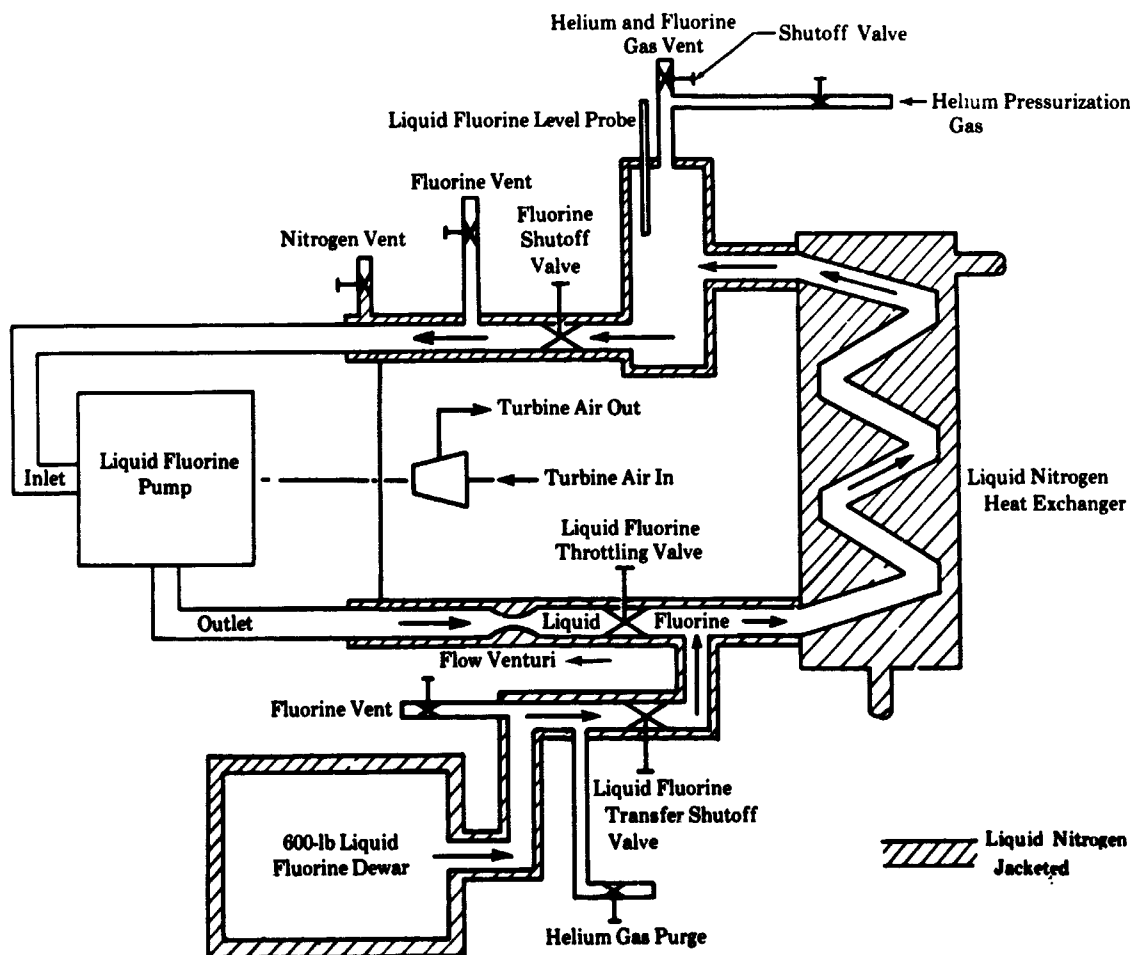 Helium and Fluorine
Gas Vent
Shutoff Valve
Liquid Fluorine Level Probe
Helium Pressurization
Gas
Fluorine Vent
Fluorine
Shutoff
Valve
Nitrogen Vent
Turbine Air Out
Liquid Fluorine
Pump
Inlet
Turbine Air In
Liquid Nitrogen
Heat Exchanger
Liquid Fluorine
Throttling Valve
Outlet
Liquid
Fluorine
Flow Venturi
Fluorine Vent
Liquid Fluorine
Transfer Shutoff
Valve
600-lb Liquid
Fluorine Dewar
Liquid Nitrogen
Jacketed
Helium Gas Purge